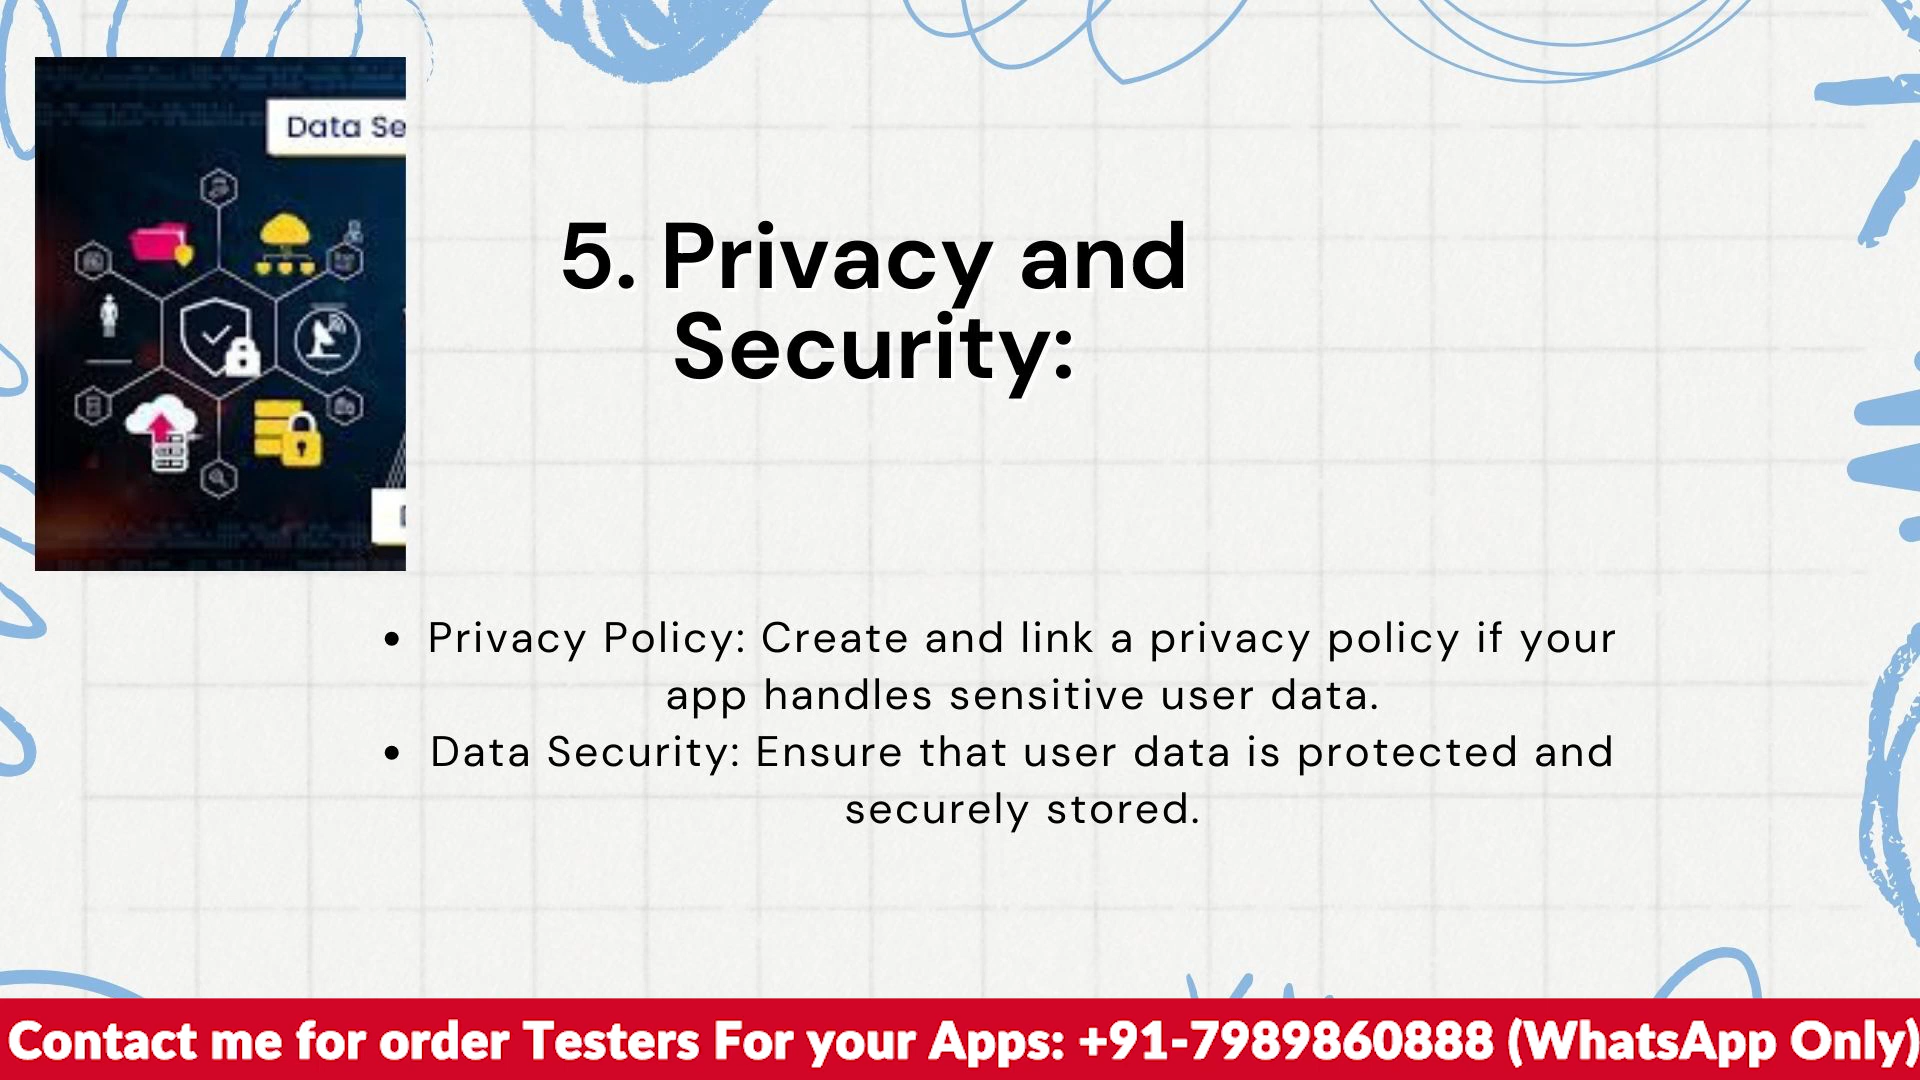 Data Se
5. Privacy and
Security:
• Privacy Policy: Create and link a privacy policy if your
app handles sensitive user data.
• Data Security: Ensure that user data is protected and
securely stored.
Contact me for order Testers For your Apps: +91-7989860888 (WhatsApp Only)